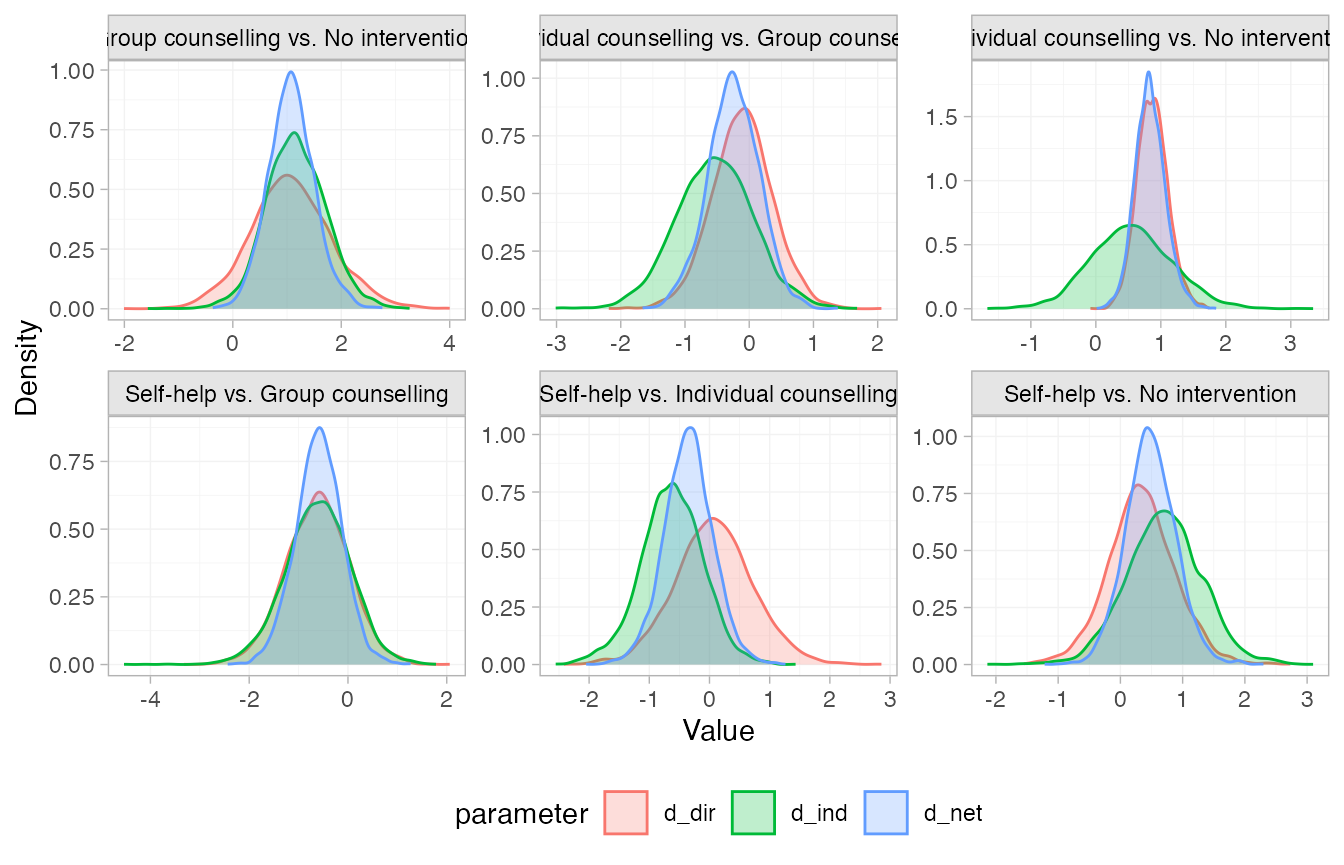 Group counselling vs. No intervention
vidual counselling vs. Group counse
ividual counselling vs. No intervent
1.00
0.75
0.50
0.25
0.00
-2 0 2 4
1.00
0.75
0.50
0.25
0.00
-3 -2 -1 0 1 2
1.5
1.0
0.5
0.0
-1 0 1 2 3
Density
Self-help vs. Group counselling
Self-help vs. Individual counselling
Self-help vs. No intervention
0.75
0.50
0.25
0.00
-4 -2 0 2
1.00
0.75
0.50
0.25
0.00
-2 -1 0 1 2 3
1.00
0.75
0.50
0.25
0.00
-2 -1 0 1 2 3
Value
parameter d_dir d_ind d_net